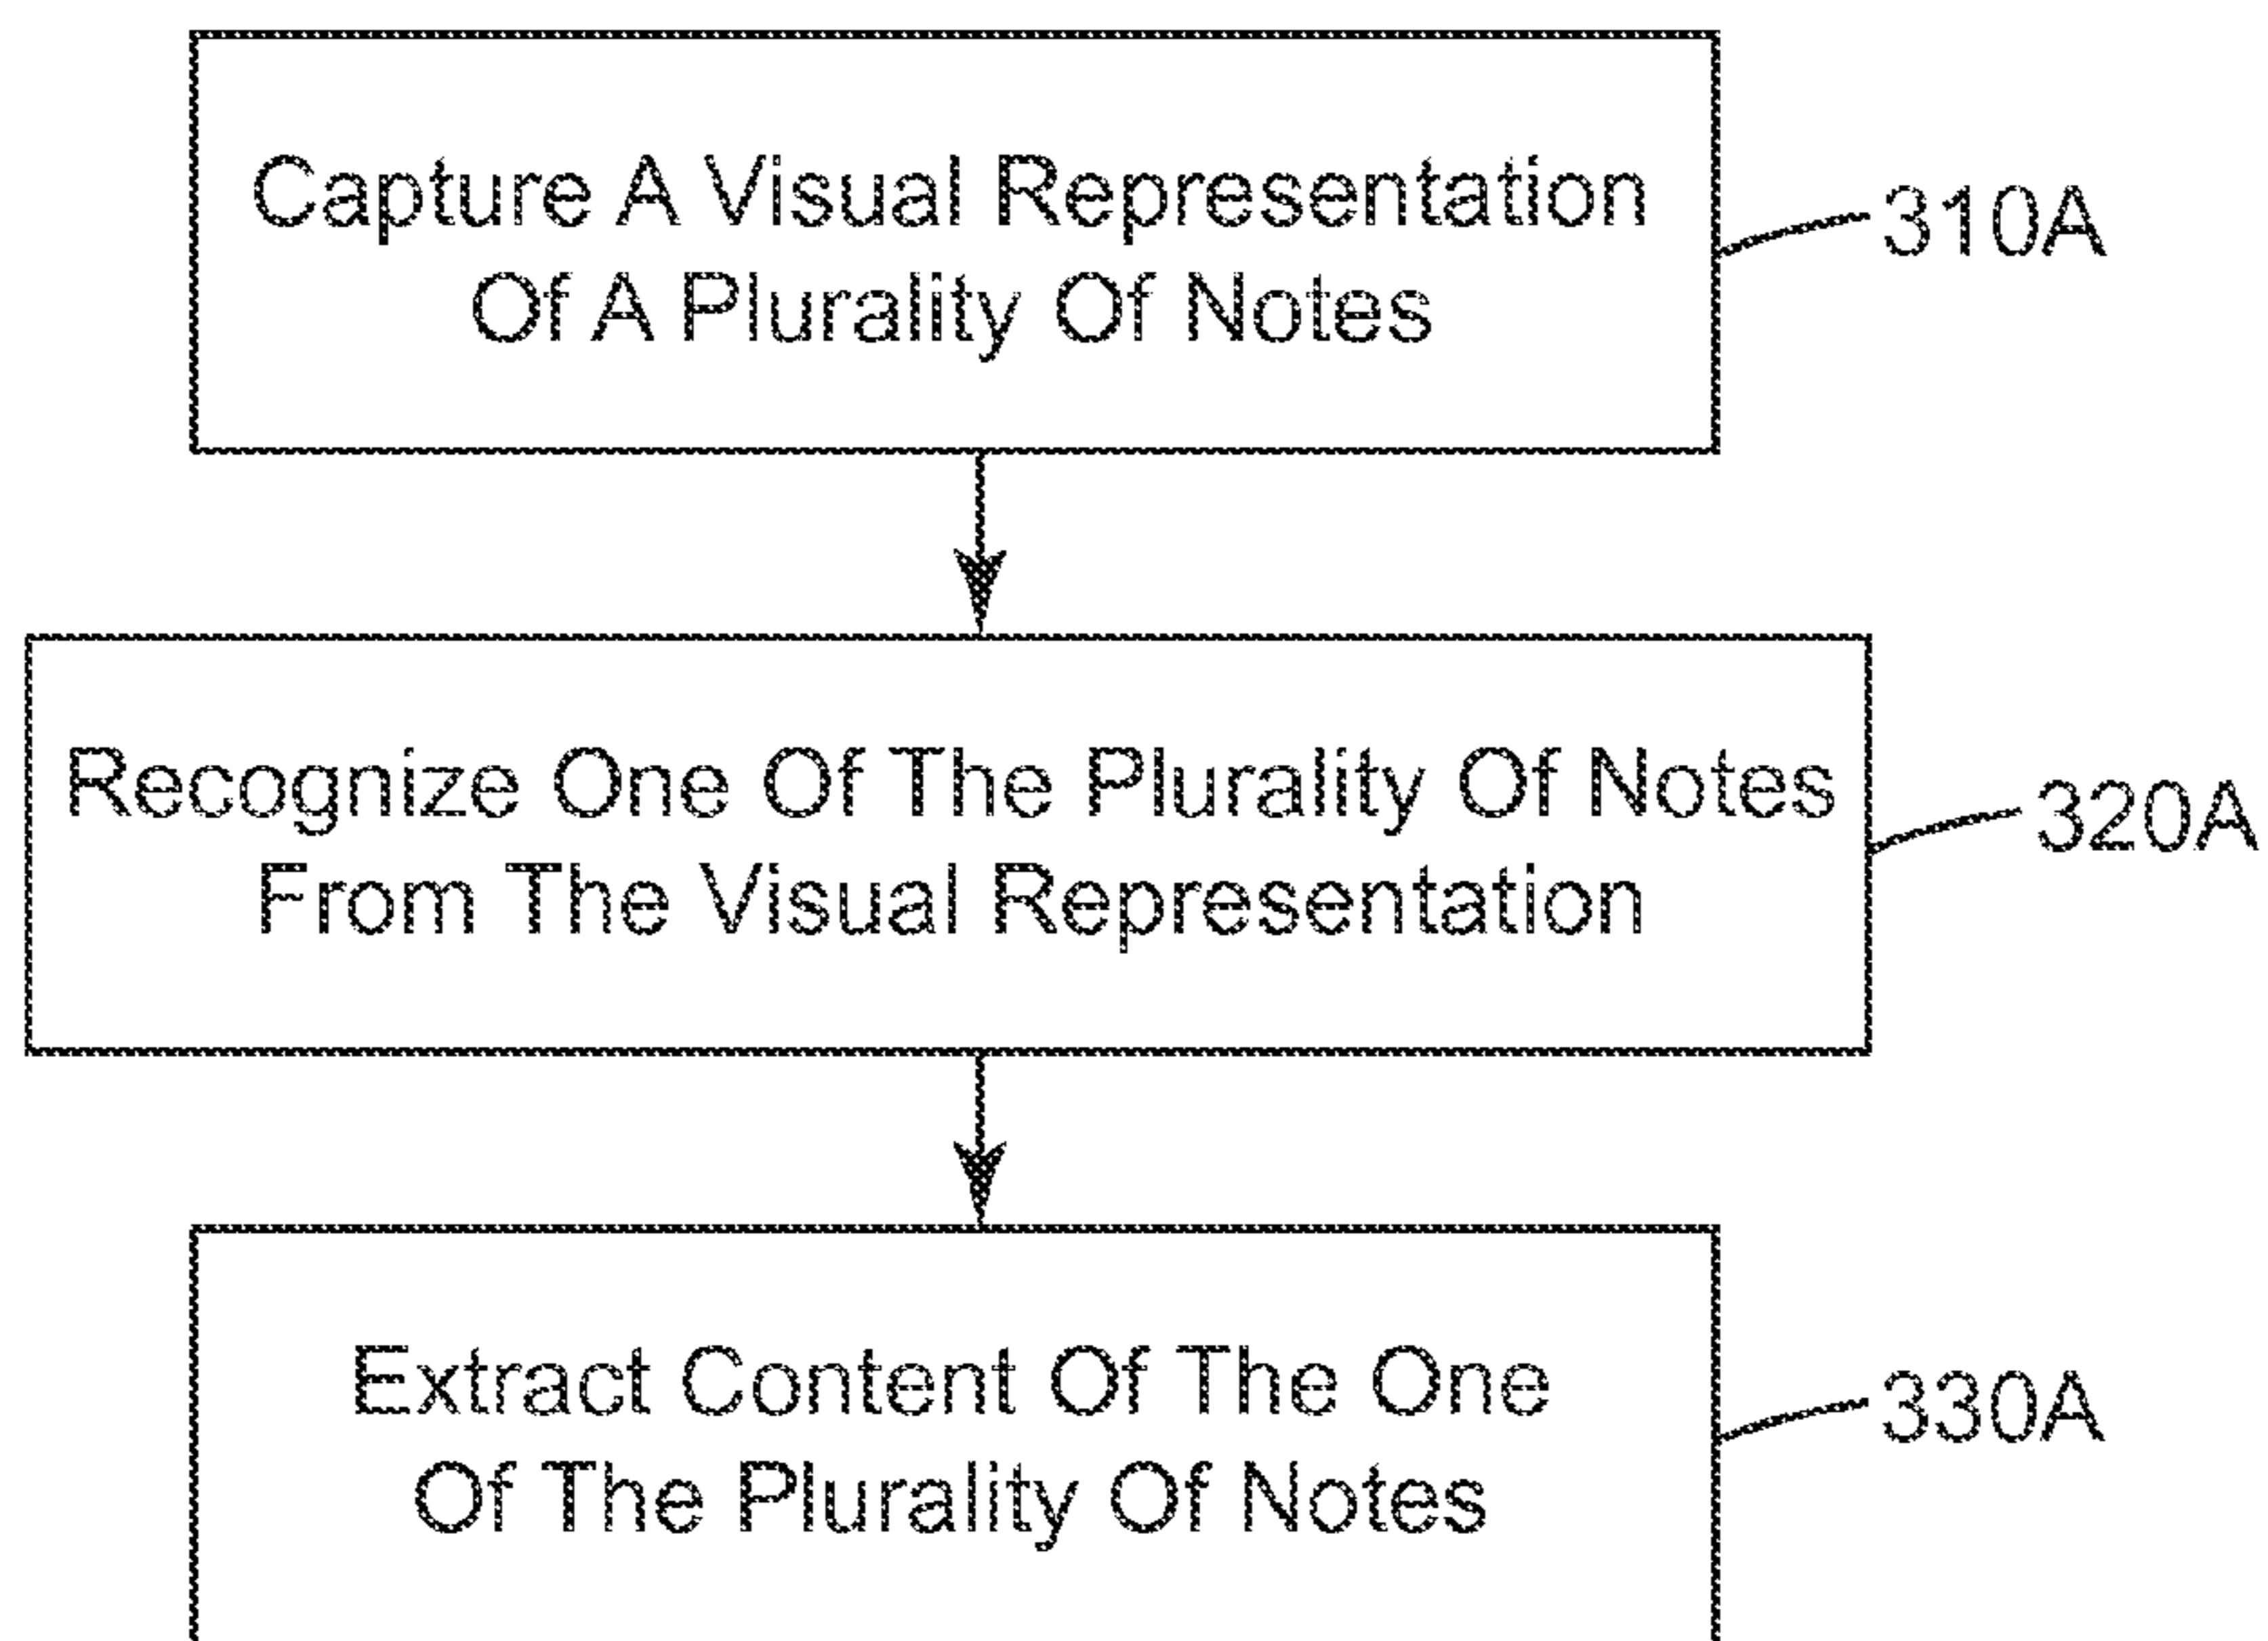 Capture A Visual Representation
Of A Plurality Of Notes
310A
Recognize One Of The Plurality Of Notes
From The Visual Representation
320A
Extract Content Of The One
Of The Plurality Of Notes
330A